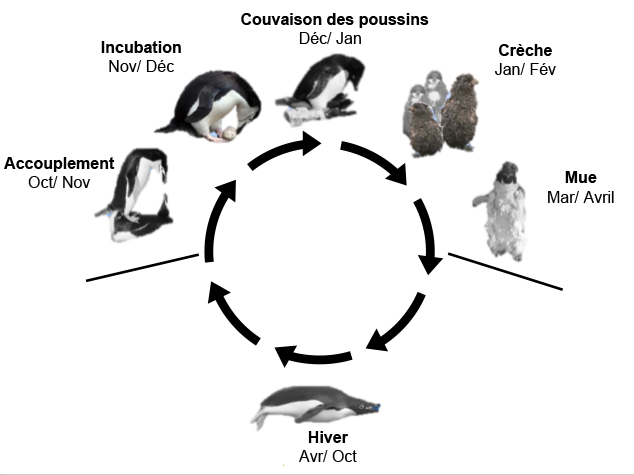 Couvaison des poussins
Déc/ Jan
Incubation
Nov/ Déc
Crèche
Jan/ Fév
Accouplement
Oct/ Nov
Mue
Mar/ Avril
Hiver
Avr/ Oct